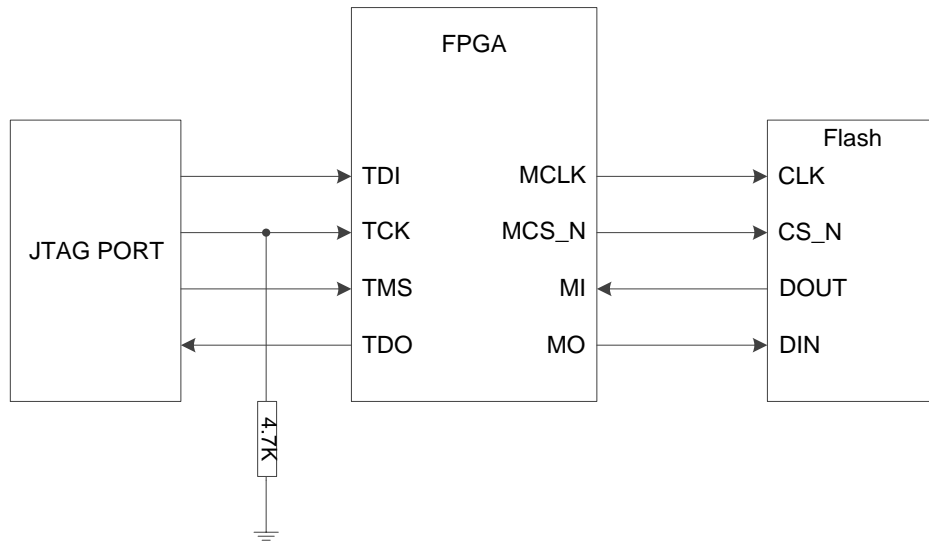 FPGA
Flash
JTAG PORT
TDI
TCK
TMS
TDO
MCLK
MCS_N
MI
MO
CLK
CS_N
DOUT
DIN
4.7K